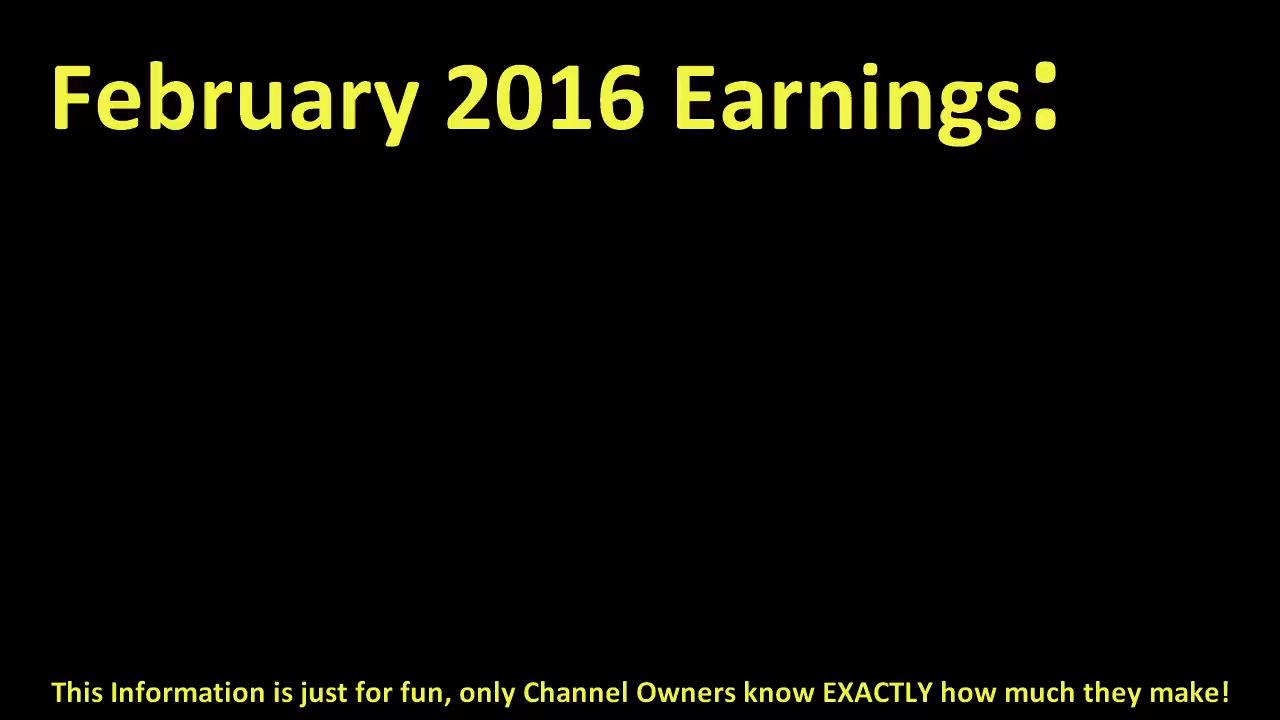 February 2016 Earnings:
This Information is just for fun, only Channel Owners know EXACTLY how much they make!